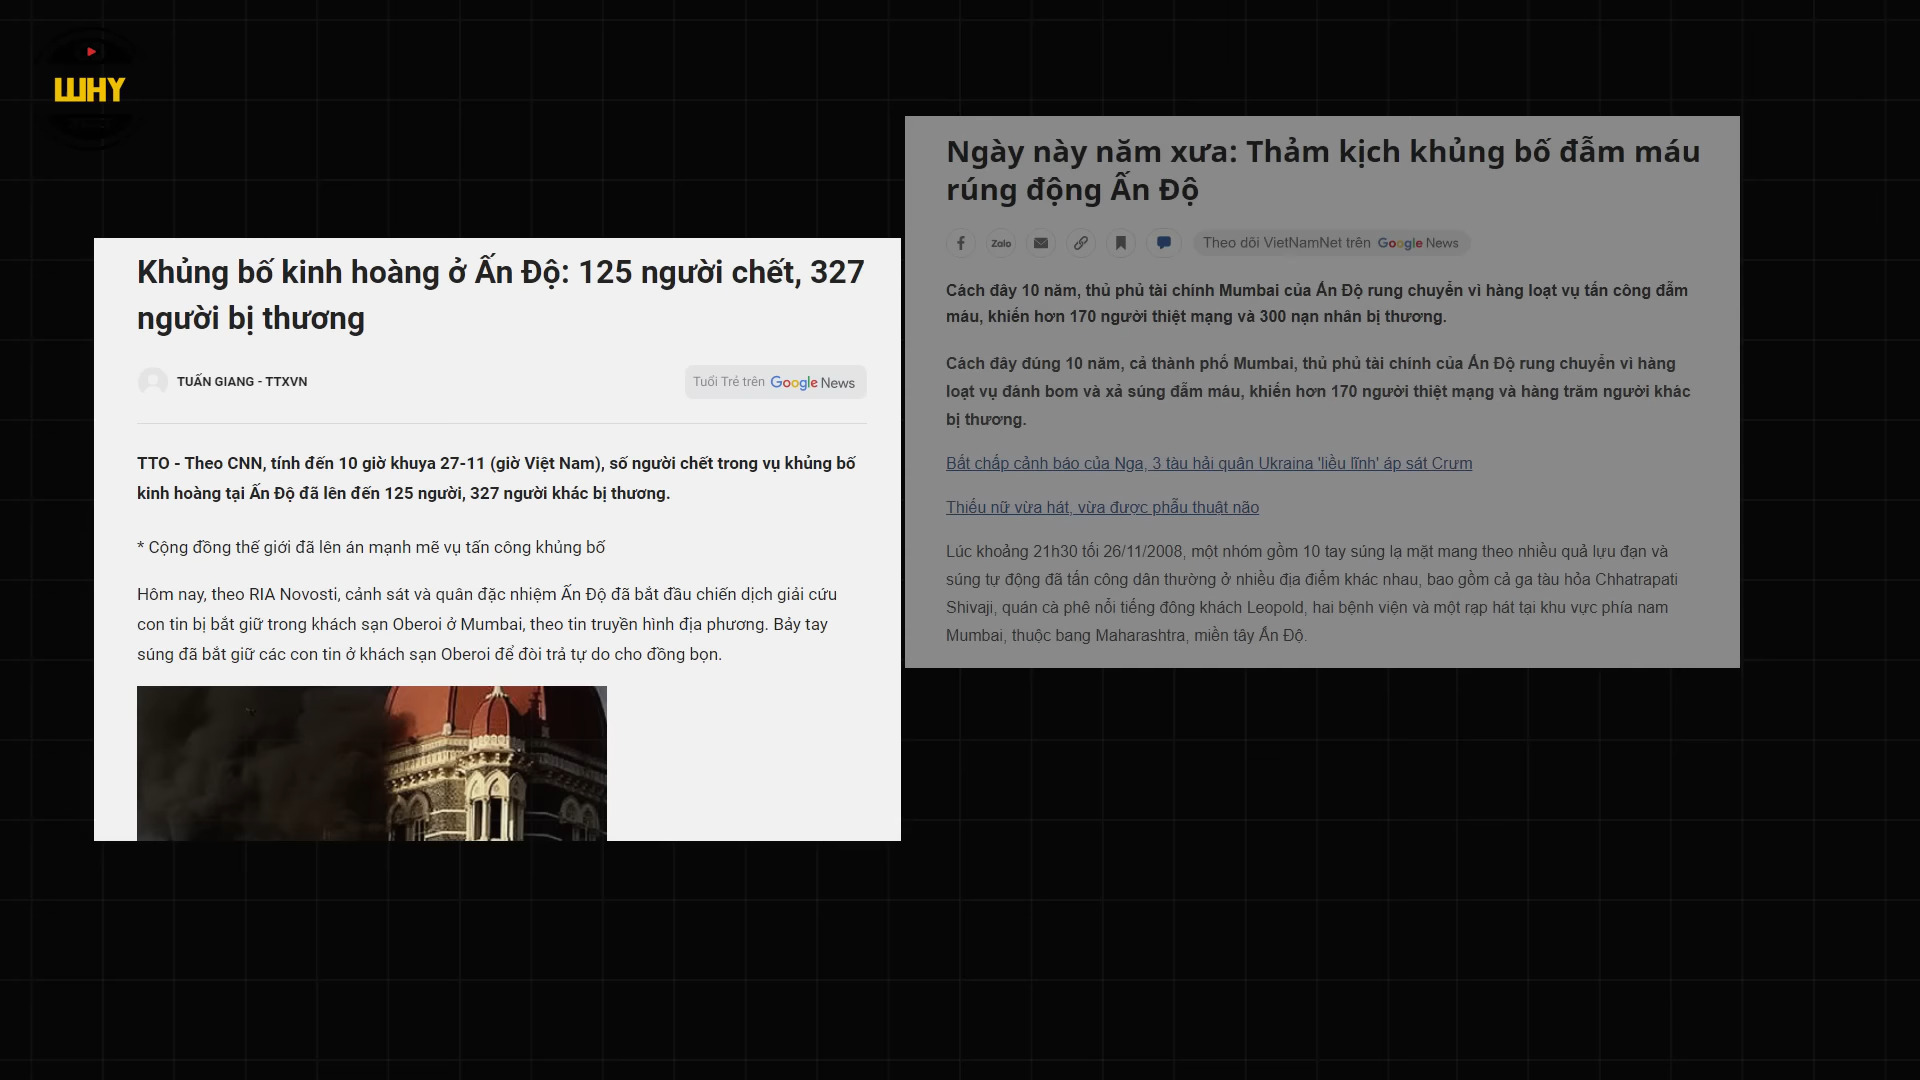 WHY
Khủng bố kinh hoàng ở Ấn Độ: 125 người chết, 327
người bị thương
TUẤN GIANG - TTXVN
Tuổi Trẻ trên Google News
TTO - Theo CNN, tính đến 10 giờ khuya 27-11 (giờ Việt Nam), số người chết trong vụ khủng bố
kinh hoàng tại Ấn Độ đã lên đến 125 người, 327 người khác bị thương.
* Cộng đồng thế giới đã lên án mạnh mẽ vụ tấn công khủng bố
Hôm nay, theo RIA Novosti, cảnh sát và quân đặc nhiệm Ấn Độ đã bắt đầu chiến dịch giải cứu
con tin bị bắt giữ trong khách sạn Oberoi ở Mumbai, theo tin truyền hình địa phương. Bảy tay
súng đã bắt giữ các con tin ở khách sạn Oberoi để đòi trả tự do cho đồng bọn.
Ngày này năm xưa: Thảm kịch khủng bố đẫm máu
rúng động Ấn Độ
Zalo
Theo dõi VietNamNet trên Google News
Cách đây 10 năm, thủ phủ tài chính Mumbai của Ấn Độ rung chuyển vì hàng loạt vụ tấn công đẫm
máu, khiến hơn 170 người thiệt mạng và 300 nạn nhân bị thương.
Cách đây đúng 10 năm, cả thành phố Mumbai, thủ phủ tài chính của Ấn Độ rung chuyển vì hàng
loạt vụ đánh bom và xả súng đẫm máu, khiến hơn 170 người thiệt mạng và hàng trăm người khác
bị thương.
Bất chấp cảnh báo của Nga, 3 tàu hải quân Ukraina 'liều lĩnh' áp sát Crưm
Thiếu nữ vừa hát, vừa được phẫu thuật não
Lúc khoảng 21h30 tối 26/11/2008, một nhóm gồm 10 tay súng lạ mặt mang theo nhiều quả lựu đạn và
súng tự động đã tấn công dân thường ở nhiều địa điểm khác nhau, bao gồm cả ga tàu hỏa Chhatrapati
Shivaji, quán cà phê nổi tiếng đông khách Leopold, hai bệnh viện và một rạp hát tại khu vực phía nam
Mumbai, thuộc bang Maharashtra, miền tây Ấn Độ.